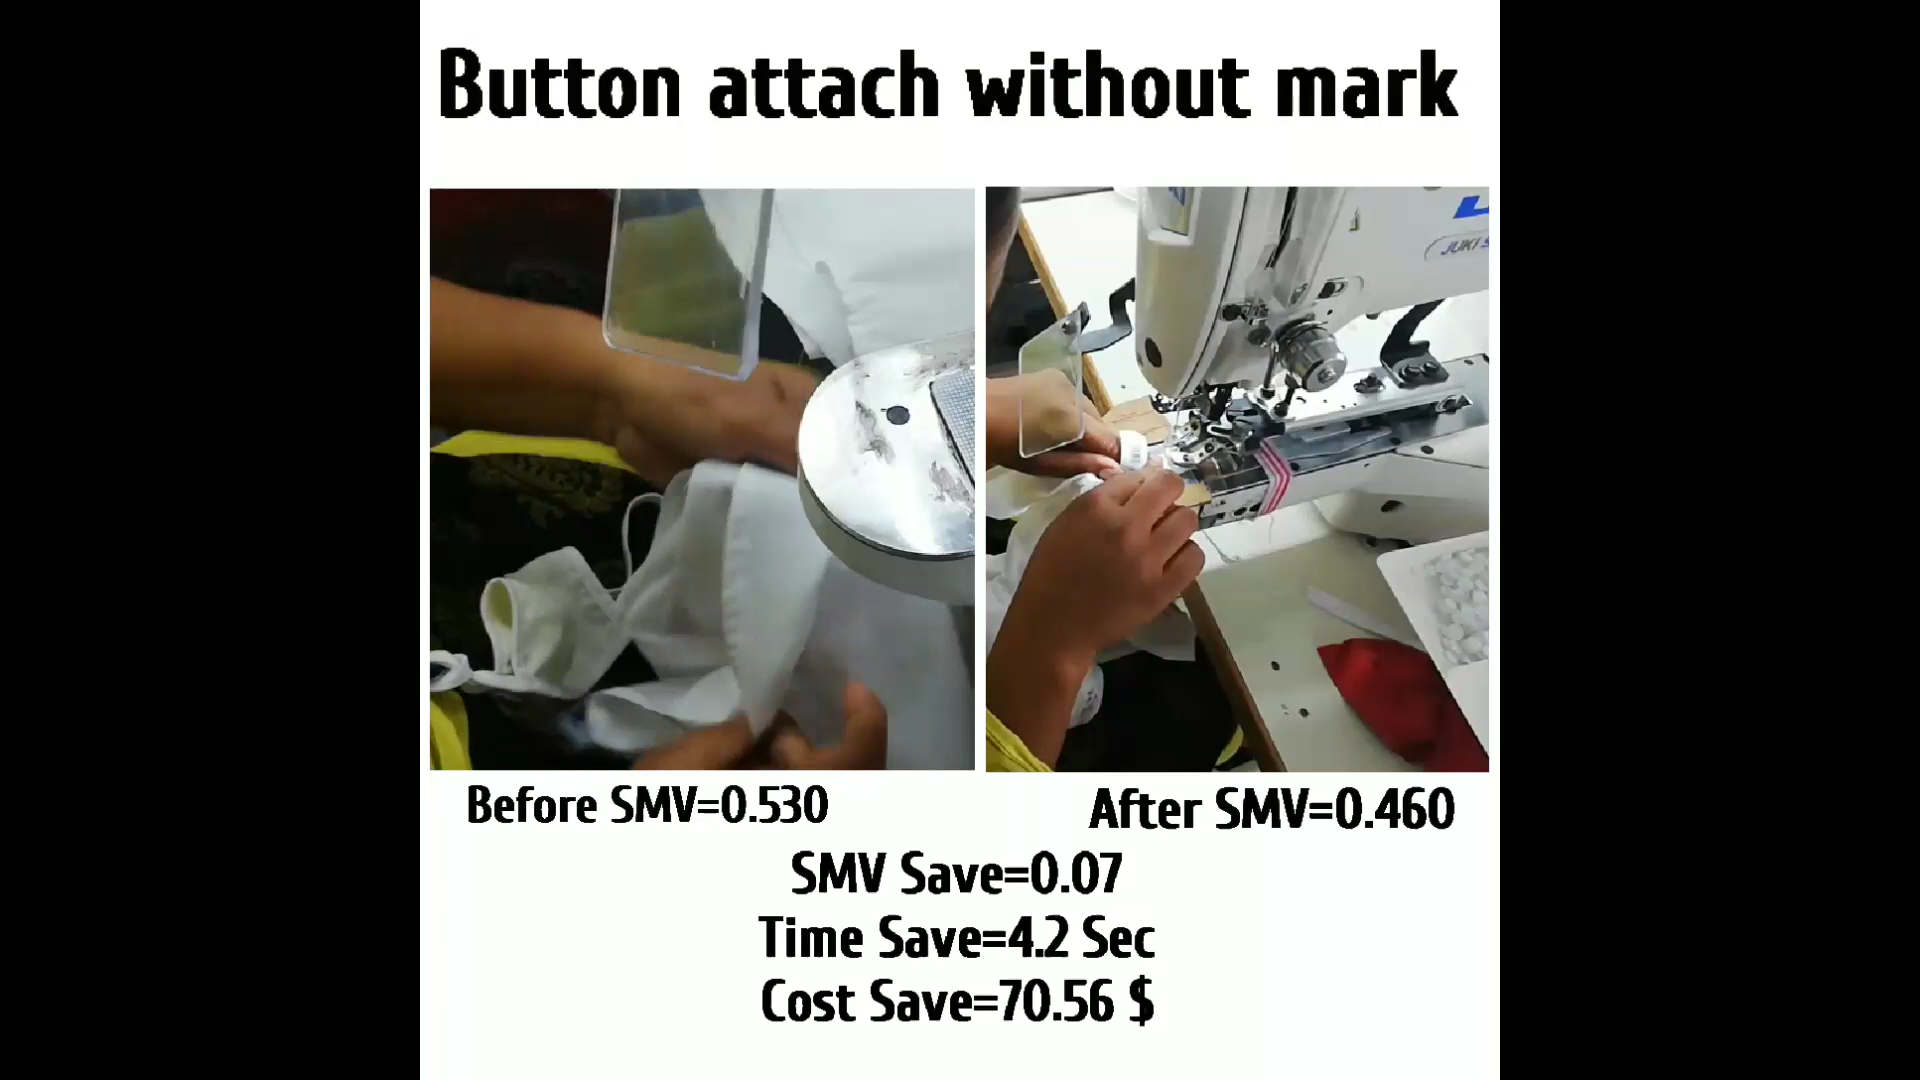 Button attach without mark
JUKI
Before SMV=0.530
After SMV=0.460
SMV Save=0.07
Time Save=4.2 Sec
Cost Save=70.56 $